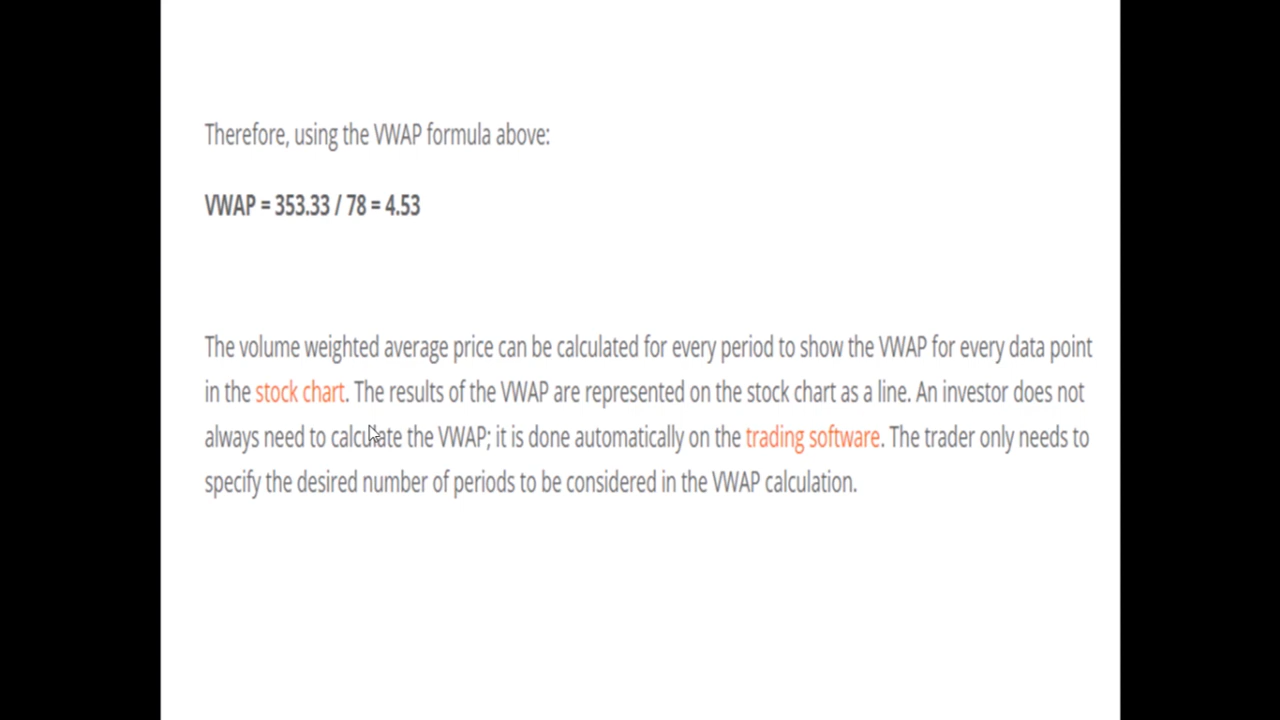 Therefore, using the VWAP formula above:
VWAP = 353.33 / 78 = 4.53
The volume weighted average price can be calculated for every period to show the VWAP for every data point
in the stock chart. The results of the VWAP are represented on the stock chart as a line. An investor does not
always need to calculate the VWAP; it is done automatically on the trading software. The trader only needs to
specify the desired number of periods to be considered in the VWAP calculation.